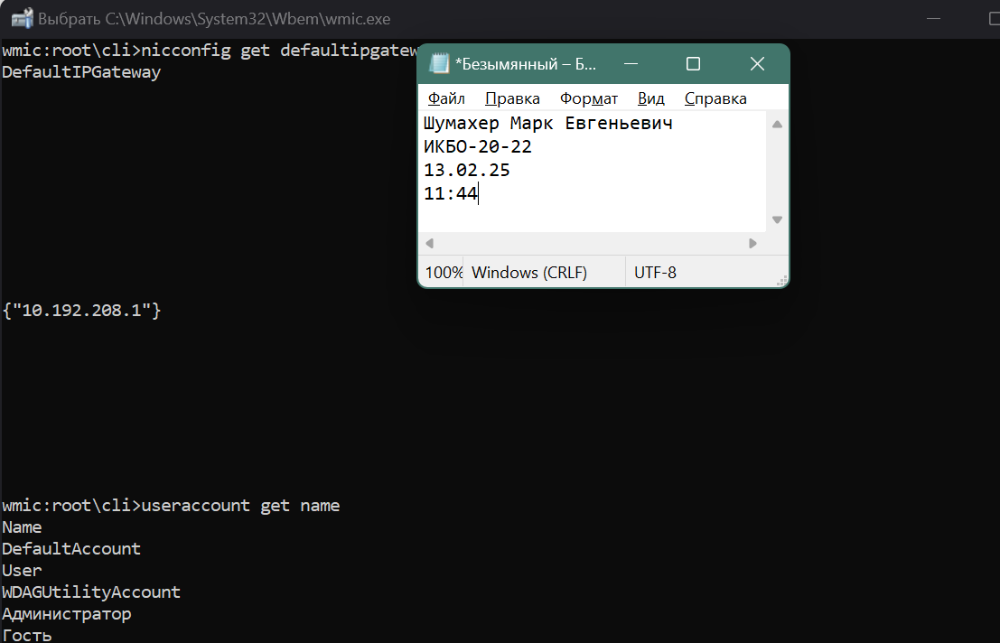 Выбрать C:\Windows\System32\Wbem\wmic.exe
wmic:root\cli>nicconfig get defaultipgatew
DefaultIPGateway
*Безымянный – Б...
Файл Правка Формат Вид Справка
Шумахер Марк Евгеньевич
ИКБО-20-22
13.02.25
11:44
100% Windows (CRLF) UTF-8
{"10.192.208.1"}
wmic:root\cli>useraccount get name
Name
DefaultAccount
User
WDAGUtilityAccount
Администратор
Гость